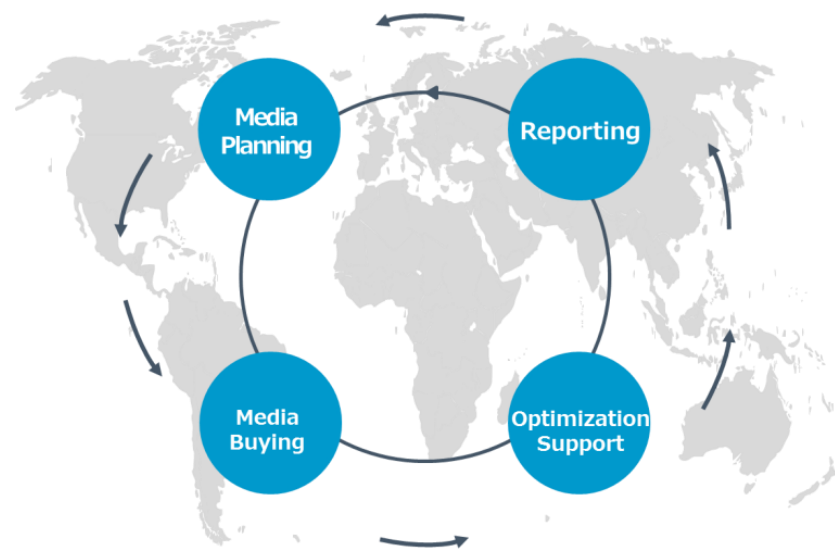 Media
Planning
Reporting
Media
Buying
Optimization
Support